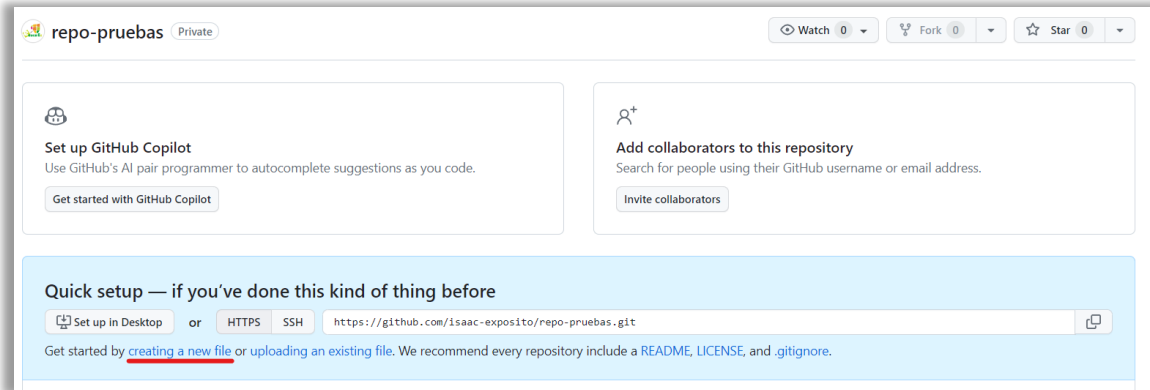 repo-pruebas Private
Watch 0 Fork 0 Star 0
Set up GitHub Copilot
Use GitHub's AI pair programmer to autocomplete suggestions as you code.
Get started with GitHub Copilot
Add collaborators to this repository
Search for people using their GitHub username or email address.
Invite collaborators
Quick setup — if you've done this kind of thing before
Set up in Desktop or HTTPS SSH https://github.com/isaac-exposito/repo-pruebas.git
Get started by creating a new file or uploading an existing file. We recommend every repository include a README, LICENSE, and .gitignore.